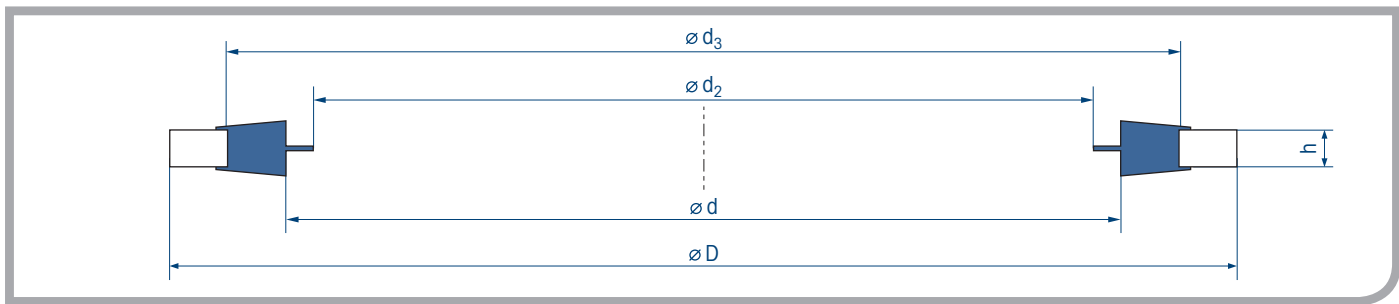 ⌀ d₃
⌀ d₂
h
⌀ d
⌀ D